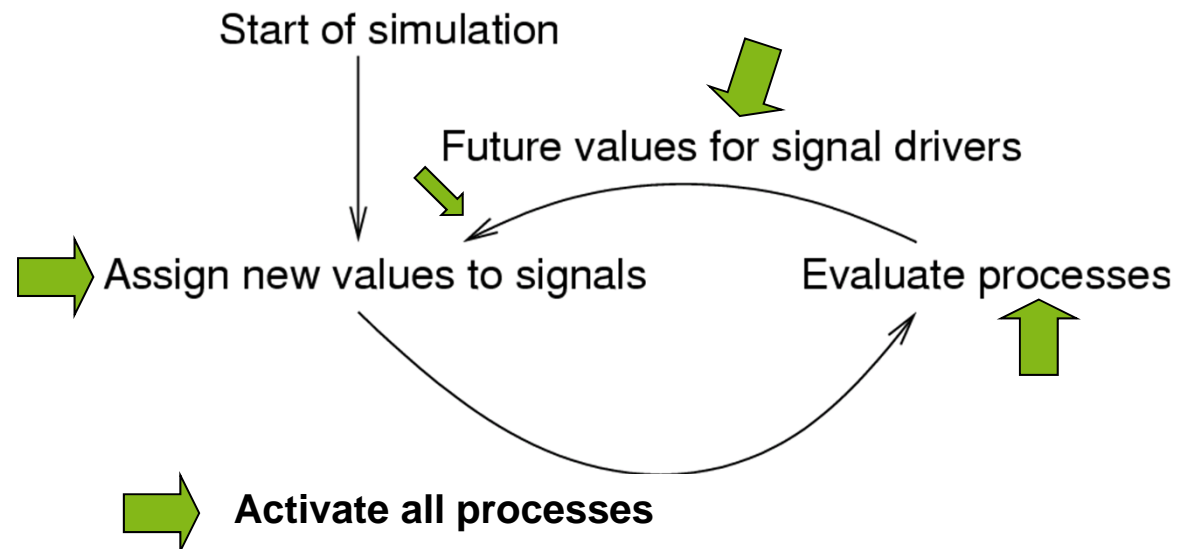 Start of simulation
Future values for signal drivers
Assign new values to signals
Evaluate processes
Activate all processes